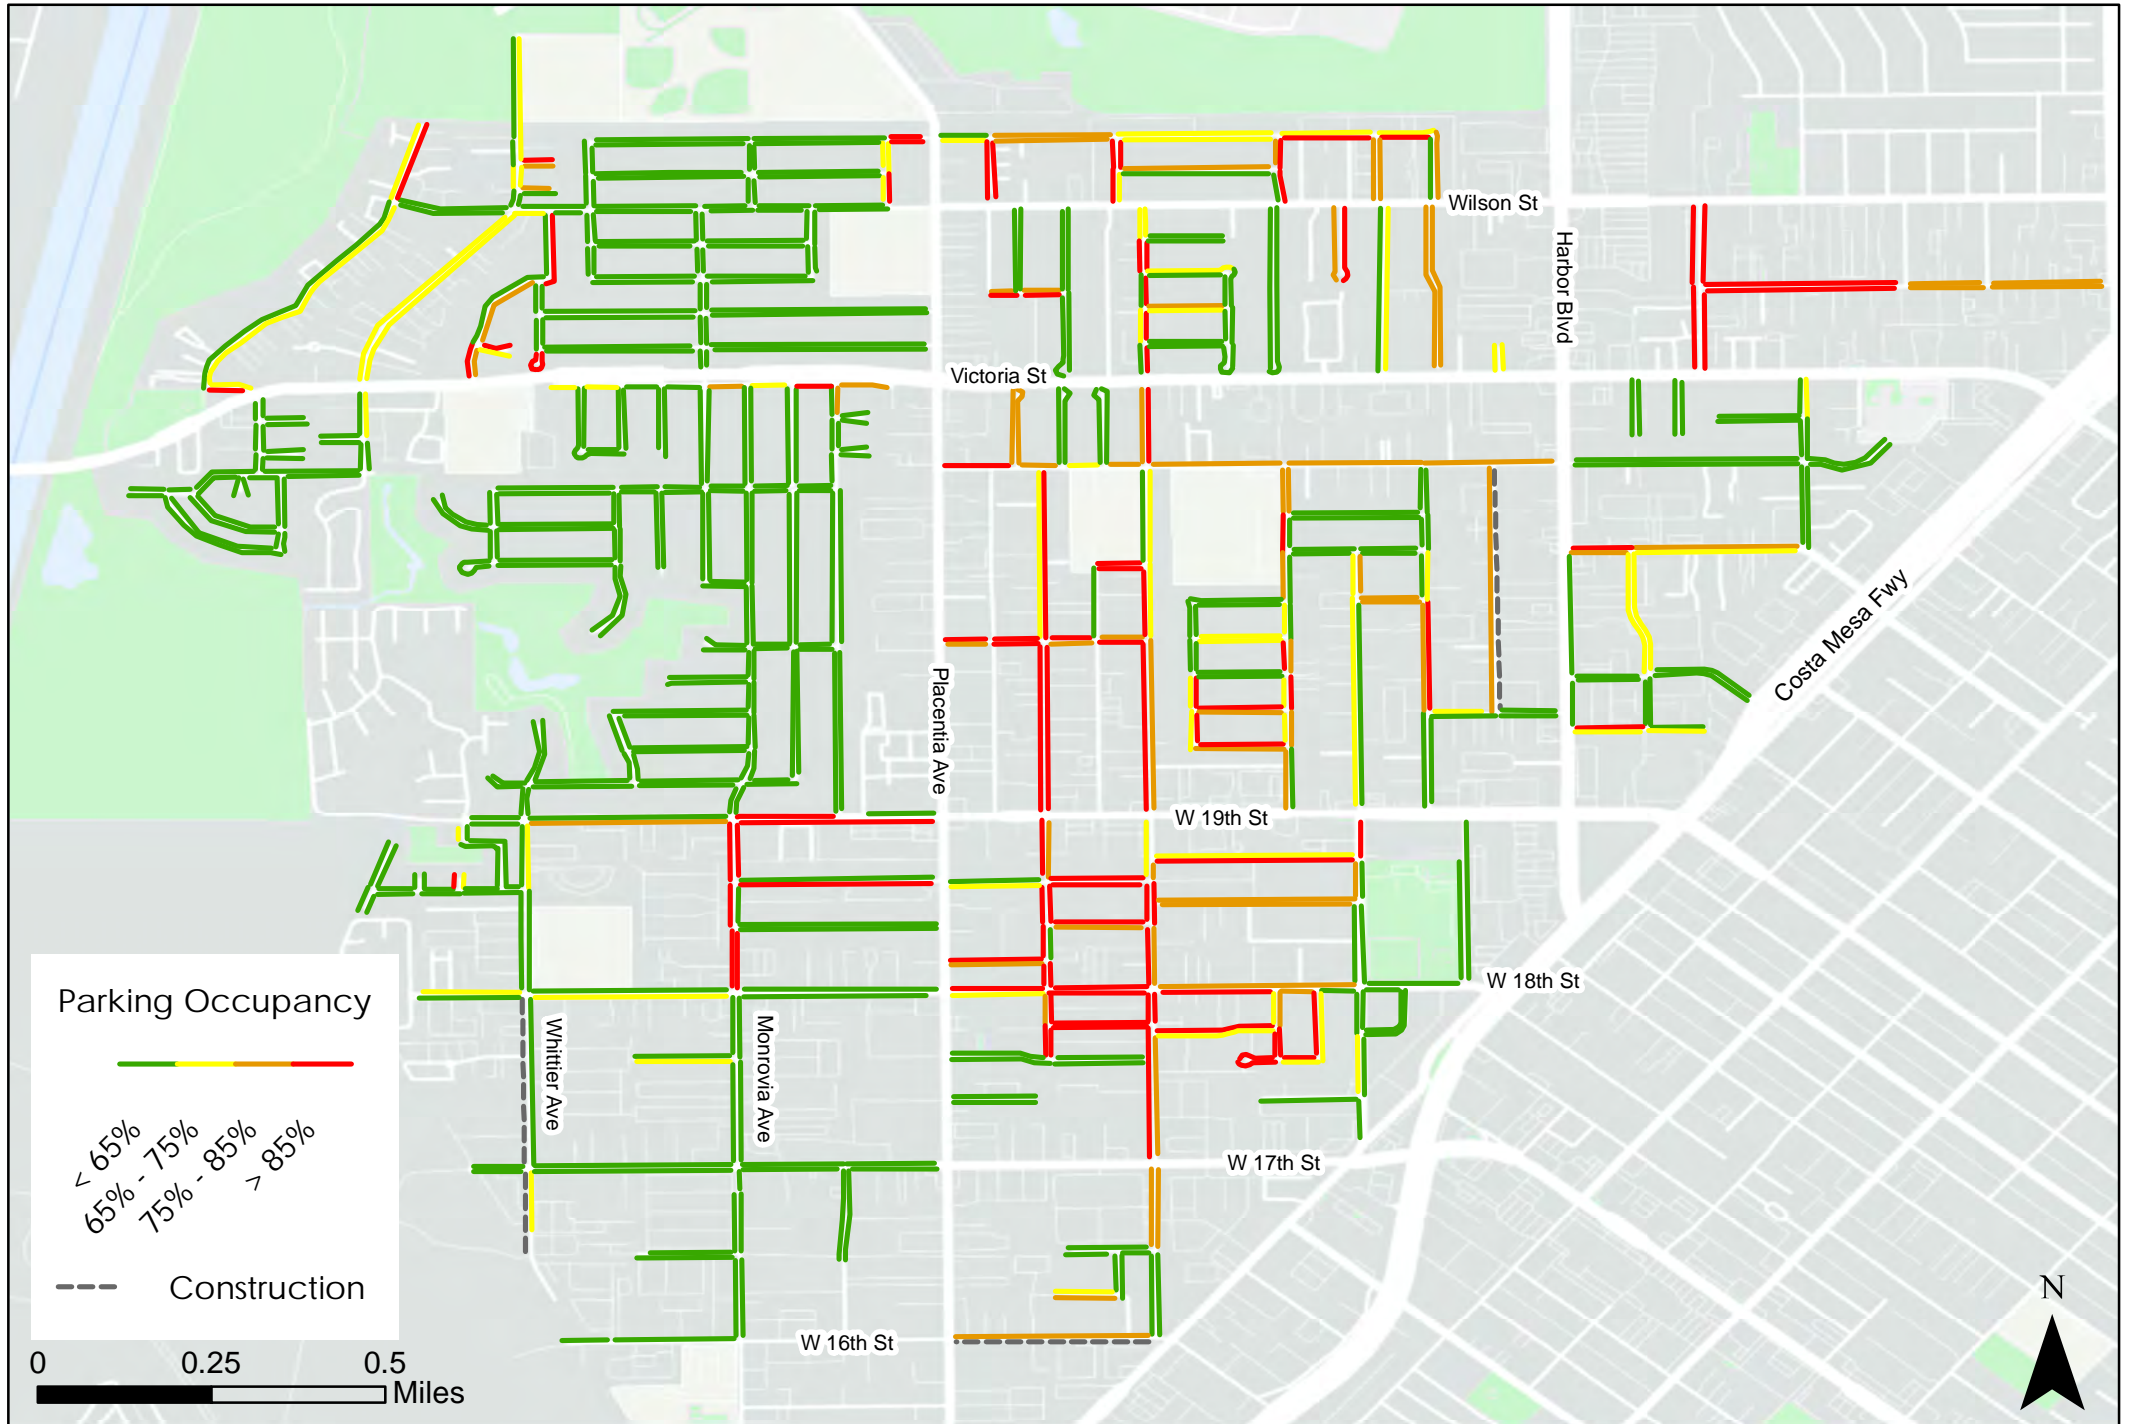 Wilson St
Harbor Blvd
Victoria St
Costa Mesa Fwy
Placentia Ave
W 19th St
W 18th St
Parking Occupancy
Whittier Ave
Monrovia Ave
< 65%
65% - 75%
75% - 85%
> 85%
W 17th St
Construction
N
W 16th St
0 0.25 0.5
Miles